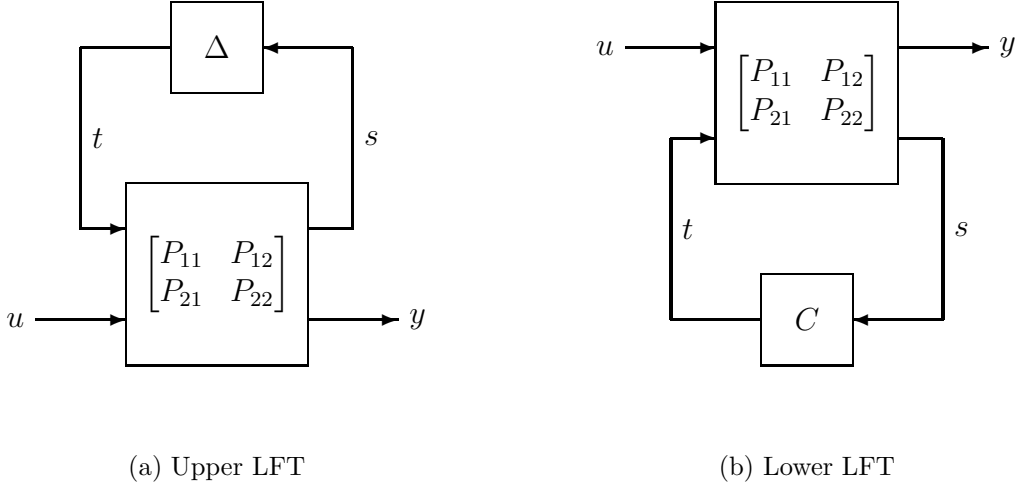 Δ
t
s
P₁₁ P₁₂
P₂₁ P₂₂
u
y
(a) Upper LFT
u
y
P₁₁ P₁₂
P₂₁ P₂₂
t
s
C
(b) Lower LFT